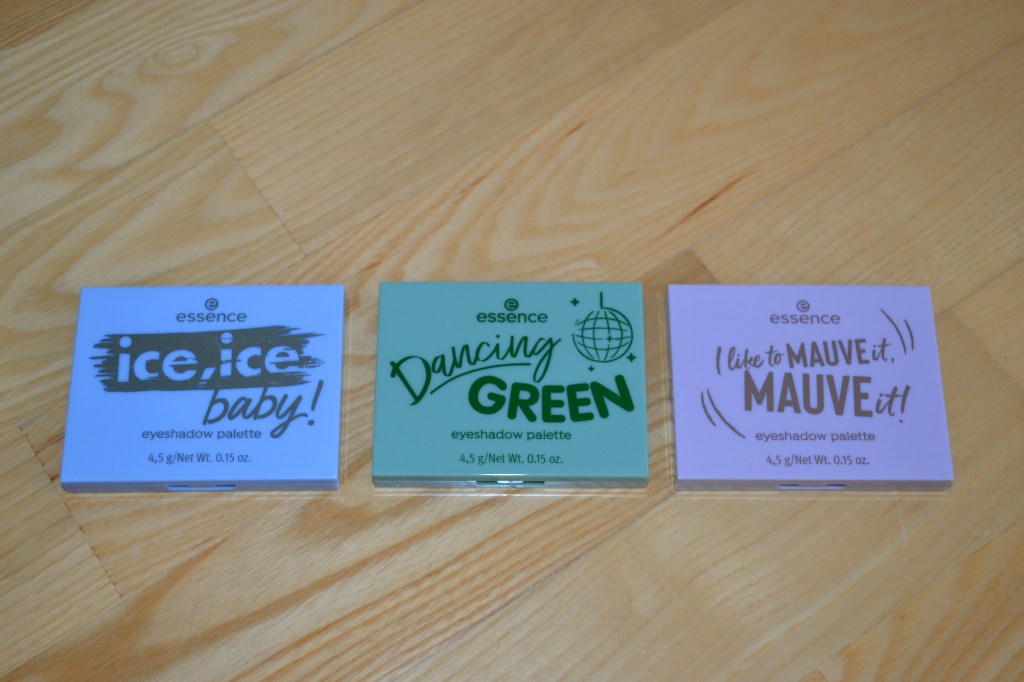 essence
ice, ice
baby!
eyeshadow palette
4,5 g/Net Wt. 0.15 oz.
essence
Dancing
GREEN
eyeshadow palette
4,5 g/Net Wt. 0.15 oz.
essence
I like to MAUVE it,
MAUVE it!
eyeshadow palette
4,5 g/Net Wt. 0.15 oz.